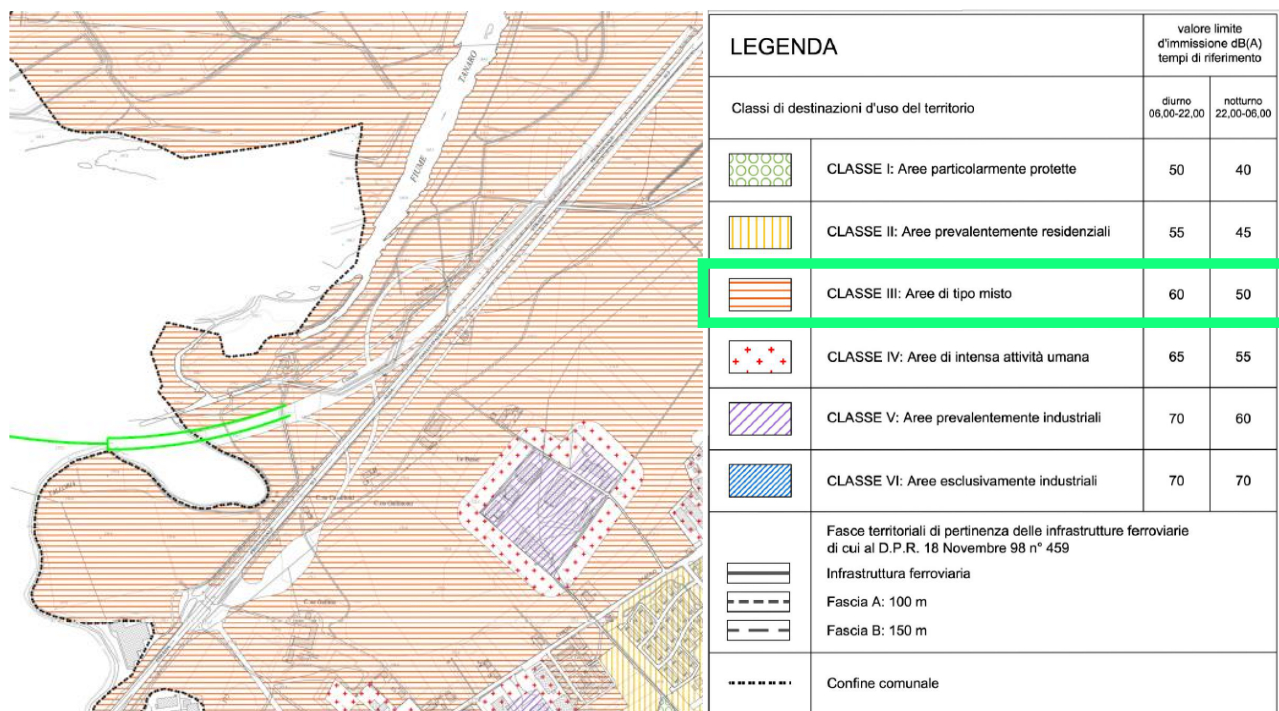 TANARO
FIUME
LEGENDA
valore limite
d'immissione dB(A)
tempi di riferimento
Classi di destinazioni d'uso del territorio
diurno
06,00-22,00
notturno
22,00-06,00
CLASSE I: Aree particolarmente protette
50
40
CLASSE II: Aree prevalentemente residenziali
55
45
CLASSE III: Aree di tipo misto
60
50
CLASSE IV: Aree di intensa attività umana
65
55
CLASSE V: Aree prevalentemente industriali
70
60
CLASSE VI: Aree esclusivamente industriali
70
70
Fasce territoriali di pertinenza delle infrastrutture ferroviarie
di cui al D.P.R. 18 Novembre 98 n° 459
Infrastruttura ferroviaria
Fascia A: 100 m
Fascia B: 150 m
Confine comunale